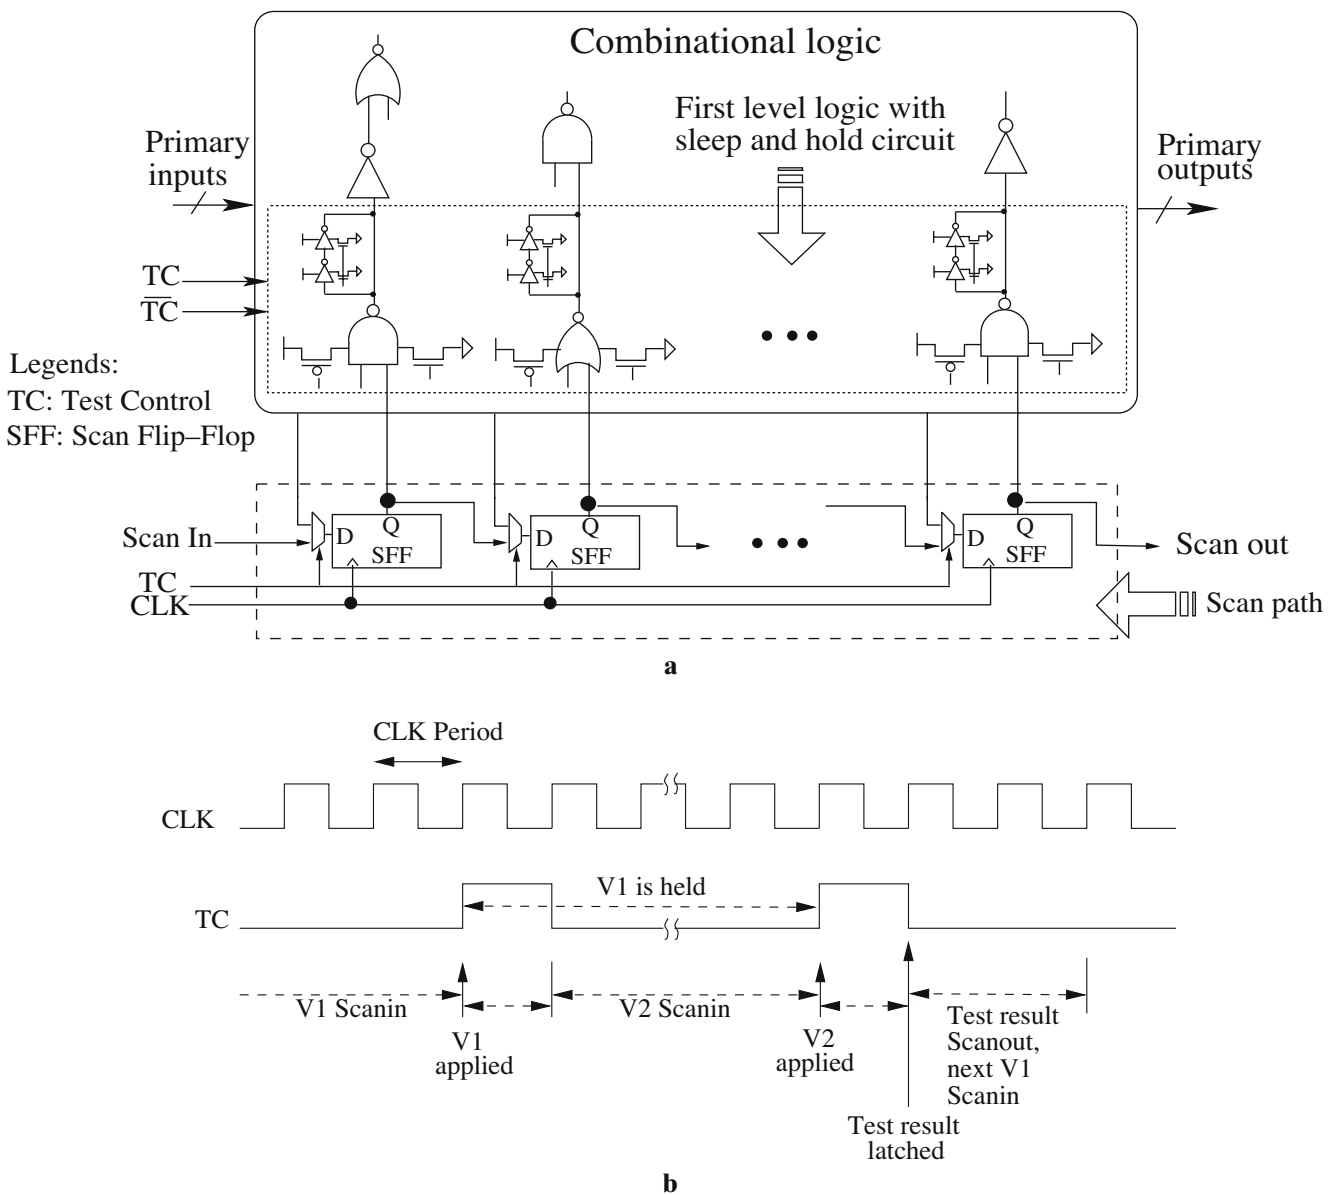 Combinational logic
First level logic with
sleep and hold circuit
Primary
inputs
Primary
outputs
TC
T̅C̅
Legends:
TC: Test Control
SFF: Scan Flip–Flop
Scan In
D
Q
SFF
D
Q
SFF
D
Q
SFF
Scan out
TC
CLK
Scan path
a
CLK Period
CLK
V1 is held
TC
V1 Scanin
V2 Scanin
V1
applied
V2
applied
Test result
Scanout,
next V1
Scanin
Test result
latched
b